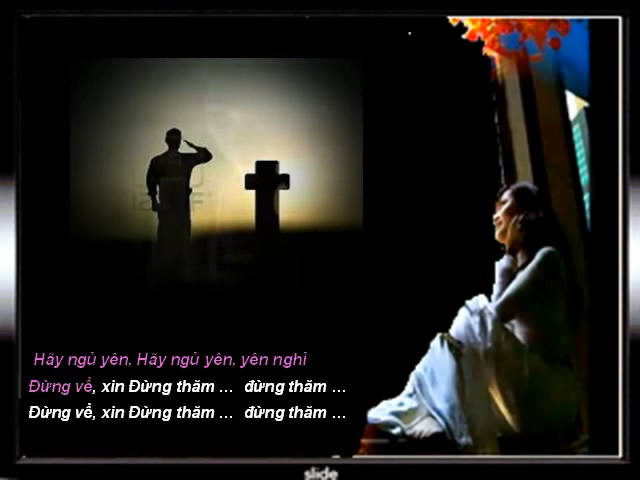 Hãy ngủ yên. Hãy ngủ yên, yên nghỉ
Đừng về, xin Đừng thăm ... đừng thăm ...
Đừng về, xin Đừng thăm ... đừng thăm ...
slide